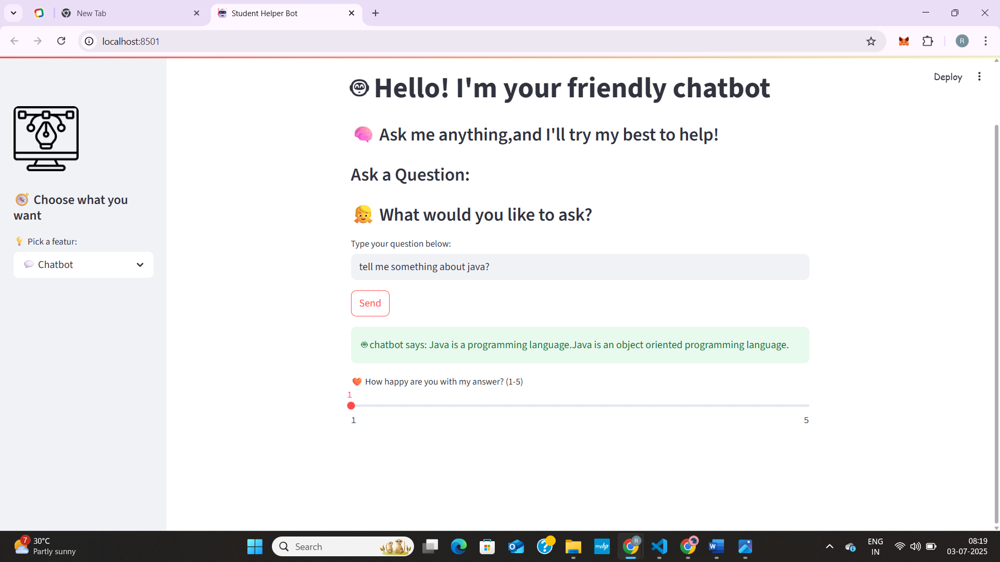 New Tab
Student Helper Bot
localhost:8501
R
Deploy
Hello! I'm your friendly chatbot
🧠 Ask me anything,and I'll try my best to help!
Ask a Question:
👧 What would you like to ask?
Type your question below:
tell me something about java?
Send
chatbot says: Java is a programming language.Java is an object oriented programming language.
How happy are you with my answer? (1-5)
1
1
5
Choose what you
want
Pick a featur:
Chatbot
7
30°C
Partly sunny
Search
myhp
R
ENG
IN
08:19
03-07-2025